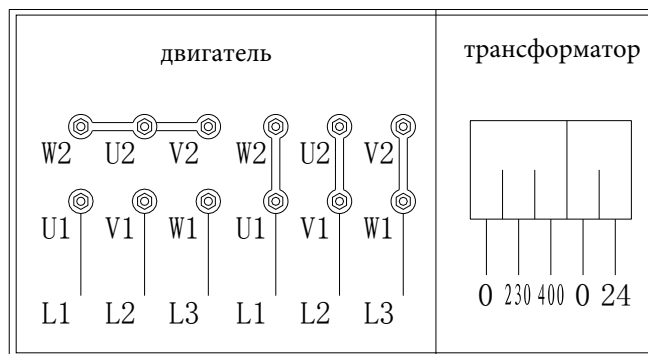 двигатель
трансформатор
W2 U2 V2 W2 U2 V2
U1 V1 W1 U1 V1 W1
L1 L2 L3 L1 L2 L3
0 230 400 0 24